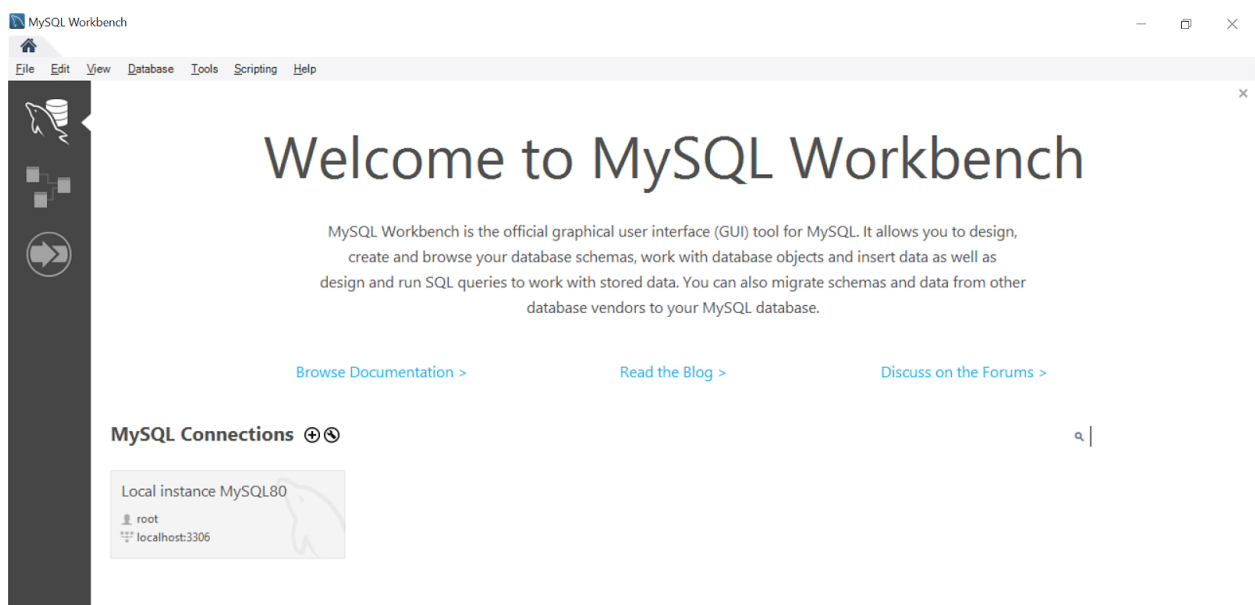 MySQL Workbench
File Edit View Database Tools Scripting Help
Welcome to MySQL Workbench
MySQL Workbench is the official graphical user interface (GUI) tool for MySQL. It allows you to design,
create and browse your database schemas, work with database objects and insert data as well as
design and run SQL queries to work with stored data. You can also migrate schemas and data from other
database vendors to your MySQL database.
Browse Documentation > Read the Blog > Discuss on the Forums >
MySQL Connections
Local instance MySQL80
root
localhost:3306